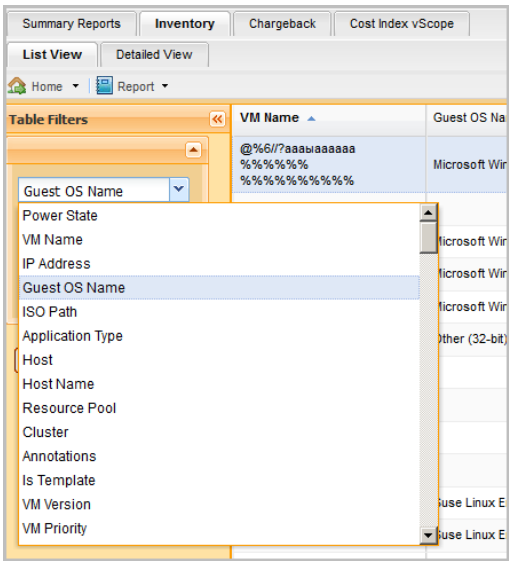 Summary Reports Inventory Chargeback Cost Index vScope
List View Detailed View
Home Report
Table Filters
VM Name Guest OS Na
@%6//?aaaыaaaaaa
%%%%%%%
%%%%%%%%%%%
Microsoft Wir
Guest OS Name
Power State
VM Name
IP Address
Guest OS Name
ISO Path
Application Type
Host
Host Name
Resource Pool
Cluster
Annotations
Is Template
VM Version
VM Priority
Microsoft Wir
Microsoft Wir
Microsoft Wir
Other (32-bit)
Suse Linux E
Suse Linux E